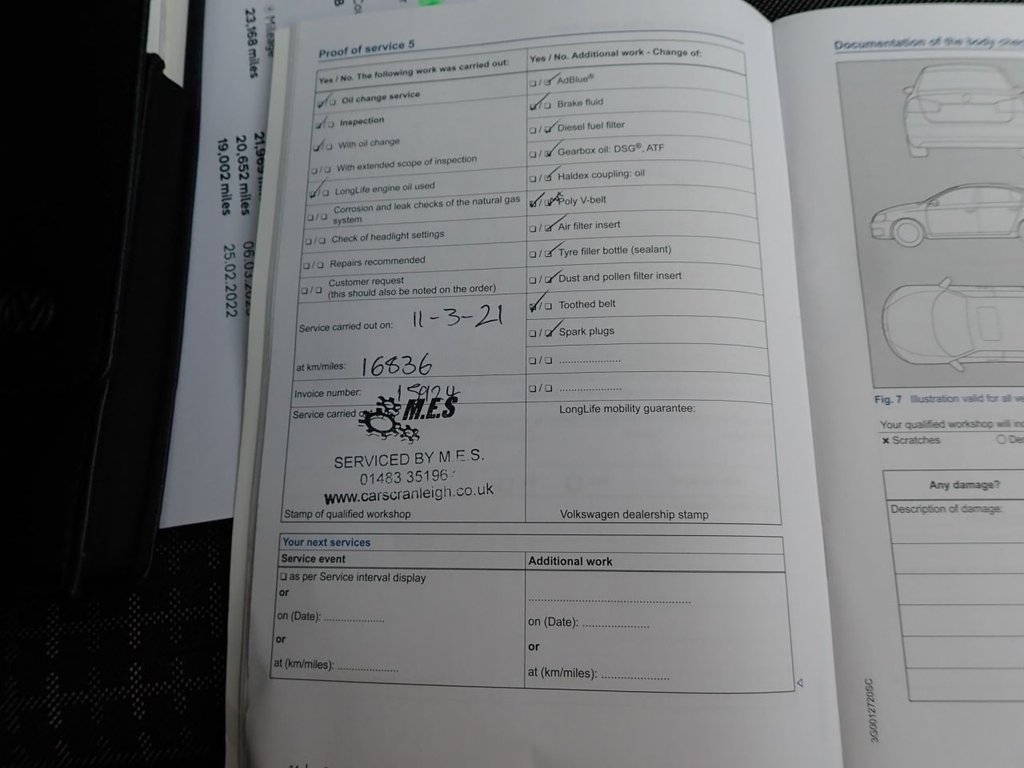 Mileage
23,168 miles
20,652 miles
19,002 miles 25.02.2022
Proof of service 5
Yes / No. The following work was carried out:
☑/☐ Oil change service
☑/☐ Inspection
☑/☐ With oil change
☐/☐ With extended scope of inspection
☑/☐ LongLife engine oil used
☐/☐ Corrosion and leak checks of the natural gas
system
☐/☐ Check of headlight settings
☐/☐ Repairs recommended
☐/☐ Customer request
(this should also be noted on the order)
Service carried out on: 11-3-21
at km/miles: 16836
Invoice number: 15924
Service carried
M.E.S
SERVICED BY M.E.S.
01483 35196
www.carscranleigh.co.uk
Stamp of qualified workshop
Yes / No. Additional work - Change of:
☐/☑ AdBlue®
☑/☐ Brake fluid
☐/☑ Diesel fuel filter
☐/☑ Gearbox oil: DSG®, ATF
☐/☑ Haldex coupling: oil
☑/☑ Poly V-belt
☐/☑ Air filter insert
☐/☑ Tyre filler bottle (sealant)
☐/☑ Dust and pollen filter insert
☑/☐ Toothed belt
☐/☑ Spark plugs
☐/☐ .....................
☐/☐ .....................
LongLife mobility guarantee:
Volkswagen dealership stamp
Your next services
Service event
☐ as per Service interval display
or
on (Date): ....................
or
at (km/miles): ....................
Additional work
......................................................
on (Date): ......................
or
at (km/miles): ......................
Documentation of the body
Fig. 7 Illustration valid for all
Your qualified workshop will
× Scratches
Any damage?
Description of damage:
3G0012720SC